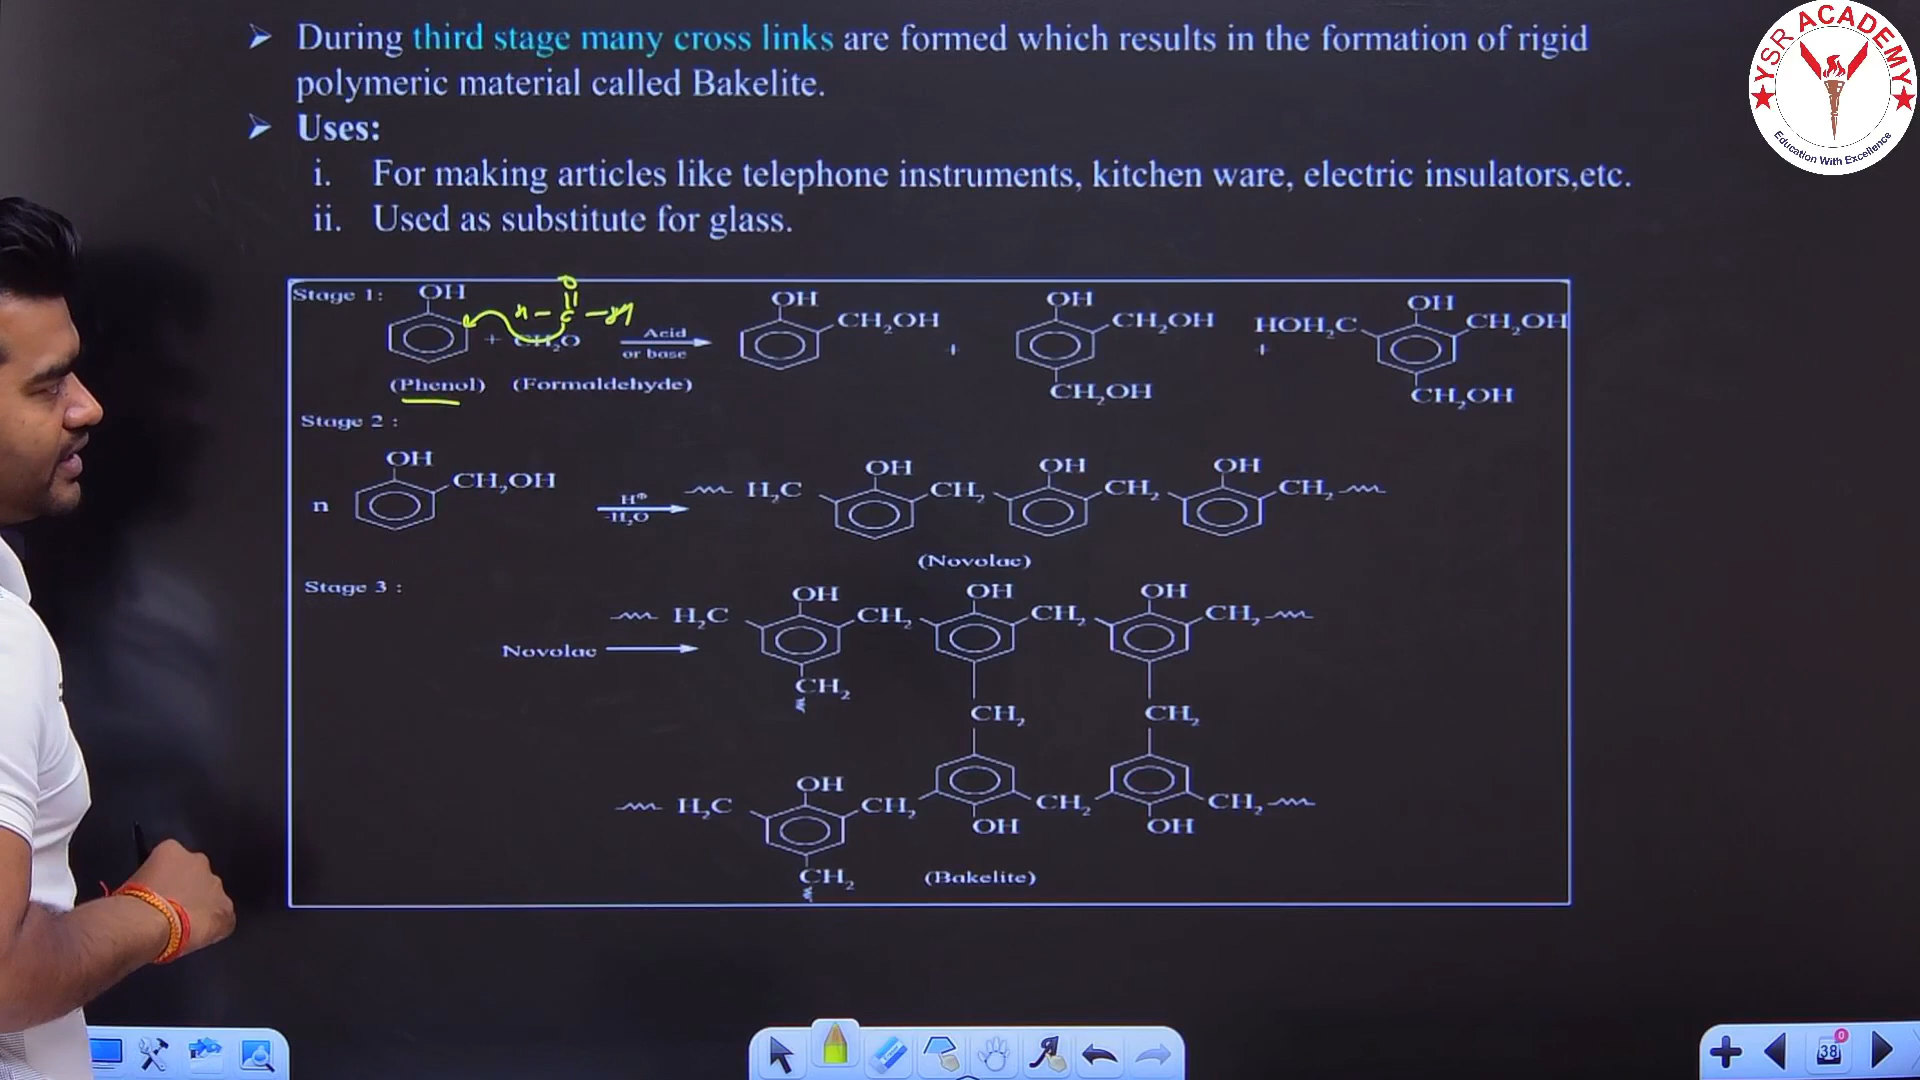 ➤ During third stage many cross links are formed which results in the formation of rigid
polymeric material called Bakelite.
➤ Uses:
i. For making articles like telephone instruments, kitchen ware, electric insulators,etc.
ii. Used as substitute for glass.
YSR ACADEMY
Education With Excellence
Stage 1:
OH + CH₂O Acid or base OH CH₂OH + OH CH₂OH CH₂OH + HOH₂C OH CH₂OH CH₂OH
O
H - C - H
(Phenol) (Formaldehyde)
Stage 2 :
n OH CH₂OH H⊕ -H₂O H₂C OH CH₂ OH CH₂ OH CH₂
(Novolac)
Stage 3 :
OH OH OH
H₂C CH₂ CH₂ CH₂
Novolac
CH₂ CH₂ CH₂
OH
H₂C CH₂ CH₂ CH₂
OH OH
CH₂ (Bakelite)
38
0